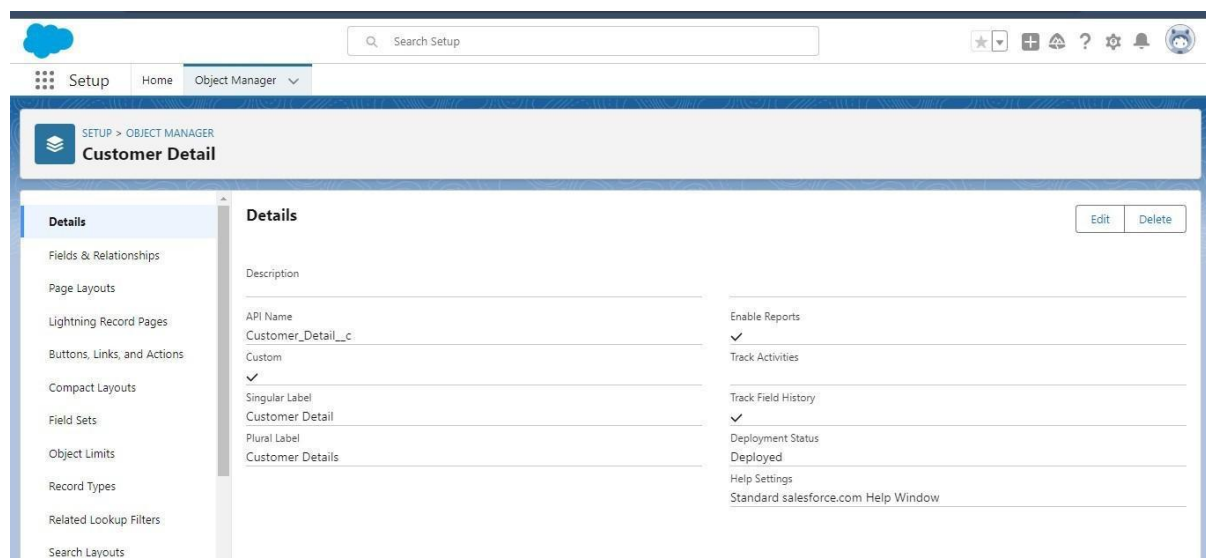 Search Setup
Setup
Home
Object Manager
SETUP > OBJECT MANAGER
Customer Detail
Details
Fields & Relationships
Page Layouts
Lightning Record Pages
Buttons, Links, and Actions
Compact Layouts
Field Sets
Object Limits
Record Types
Related Lookup Filters
Search Layouts
Details
Edit
Delete
Description
API Name
Customer_Detail__c
Custom
Singular Label
Customer Detail
Plural Label
Customer Details
Enable Reports
Track Activities
Track Field History
Deployment Status
Deployed
Help Settings
Standard salesforce.com Help Window